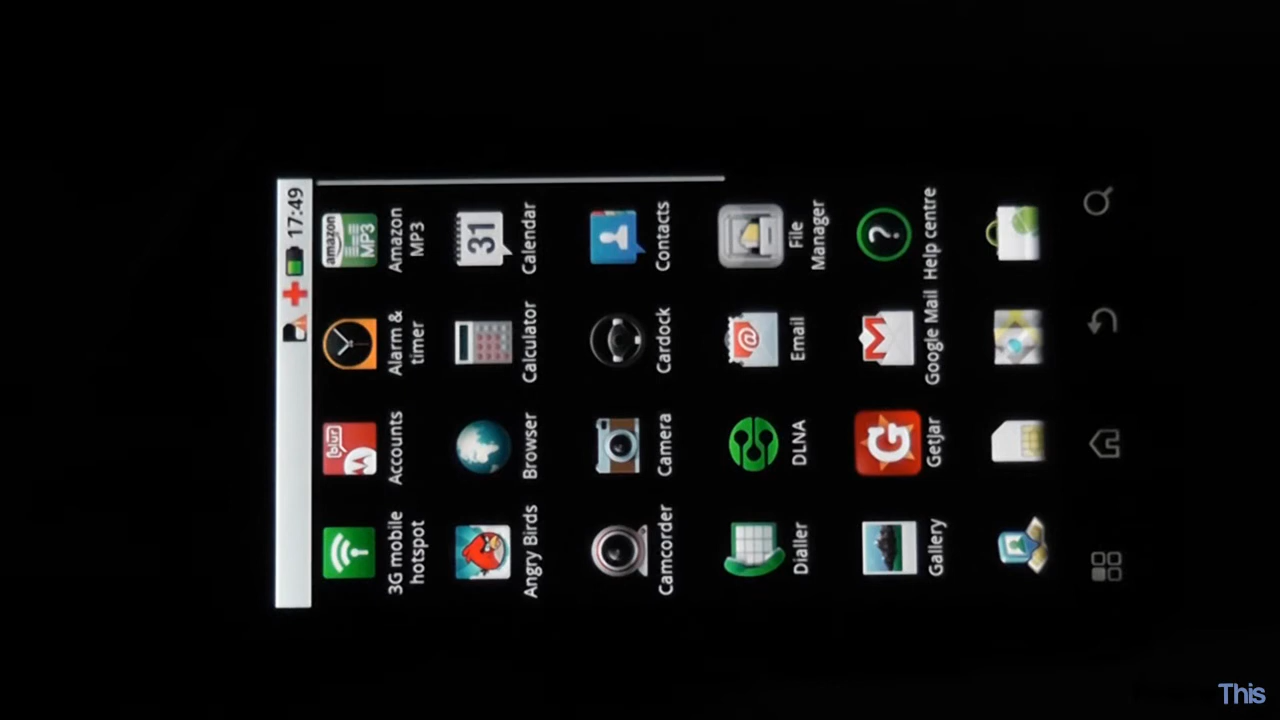 17:49
3G mobile
hotspot
Accounts
Alarm &
timer
Amazon
MP3
blur
amazon
MP3
Angry Birds
Browser
Calculator
Calendar
31
Camcorder
Camera
Cardock
Contacts
Dialler
DLNA
Email
File
Manager
@
?
Gallery
GetJar
Google Mail
Help centre
G
M
This